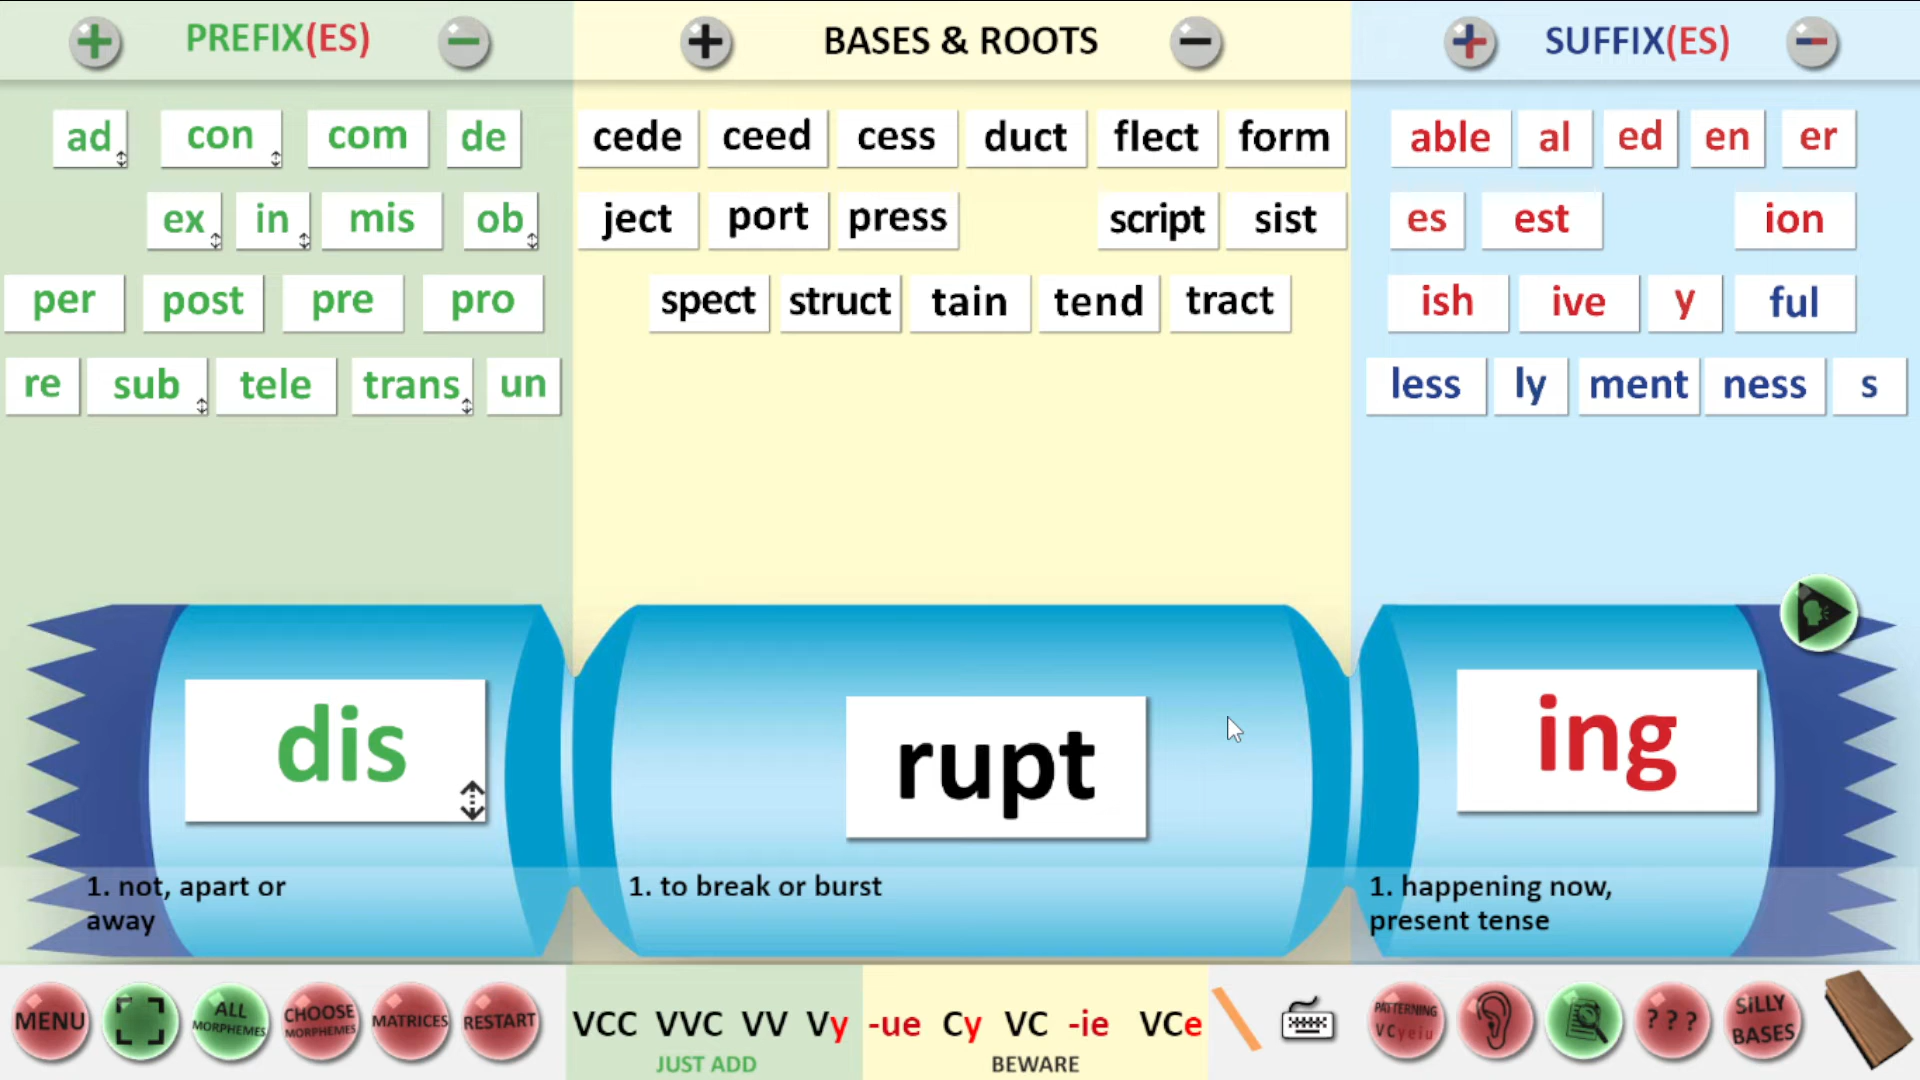 PREFIX(ES) BASES & ROOTS SUFFIX(ES)
ad con com de cede ceed cess duct flect form able al ed en er
ex in mis ob ject port press script sist es est ion
per post pre pro spect struct tain tend tract ish ive y ful
re sub tele trans un less ly ment ness s
dis rupt ing
1. not, apart or away
1. to break or burst
1. happening now, present tense
MENU
ALL MORPHEMES
CHOOSE MORPHEMES
MATRICES
RESTART
VCC VVC VV Vy -ue Cy VC -ie VCe
JUST ADD BEWARE
PATTERNING VCyeiu
? ? ?
SiLLY BASES